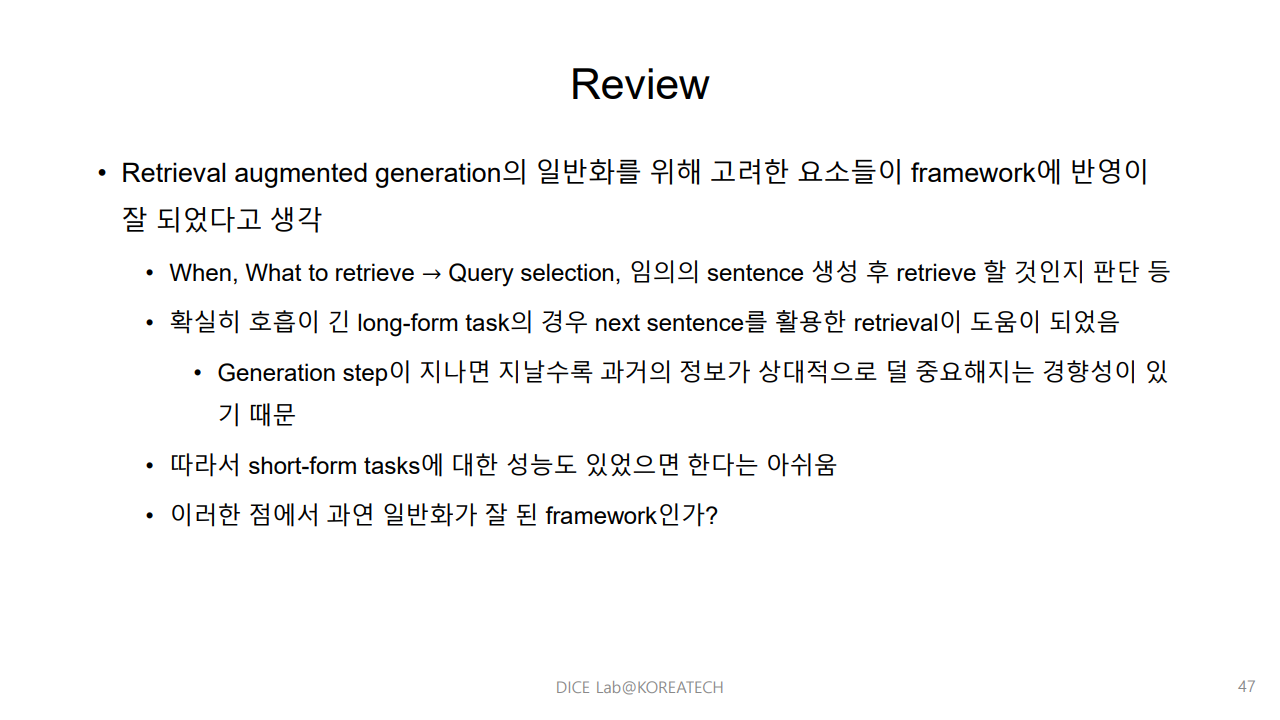 Review
• Retrieval augmented generation의 일반화를 위해 고려한 요소들이 framework에 반영이
잘 되었다고 생각
• When, What to retrieve → Query selection, 임의의 sentence 생성 후 retrieve 할 것인지 판단 등
• 확실히 호흡이 긴 long-form task의 경우 next sentence를 활용한 retrieval이 도움이 되었음
• Generation step이 지나면 지날수록 과거의 정보가 상대적으로 덜 중요해지는 경향성이 있
기 때문
• 따라서 short-form tasks에 대한 성능도 있었으면 한다는 아쉬움
• 이러한 점에서 과연 일반화가 잘 된 framework인가?
DICE Lab@KOREATECH
47